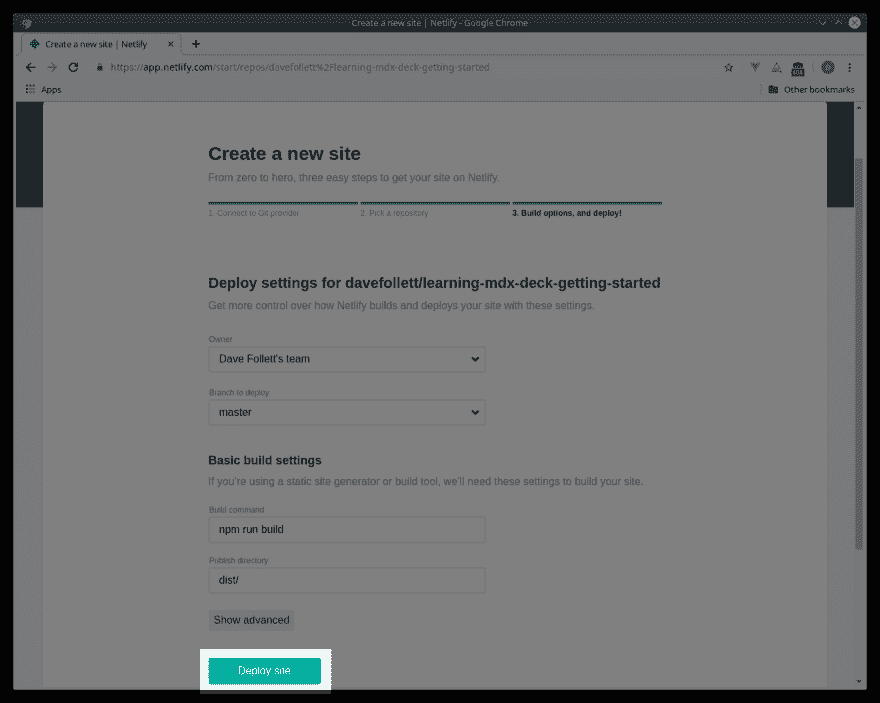 Create a new site | Netlify - Google Chrome
Create a new site | Netlify
https://app.netlify.com/start/repos/davefollett%2Flearning-mdx-deck-getting-started
Apps
Other bookmarks
Create a new site
From zero to hero, three easy steps to get your site on Netlify.
1. Connect to Git provider
2. Pick a repository
3. Build options, and deploy!
Deploy settings for davefollett/learning-mdx-deck-getting-started
Get more control over how Netlify builds and deploys your site with these settings.
Owner
Dave Follett's team
Branch to deploy
master
Basic build settings
If you're using a static site generator or build tool, we'll need these settings to build your site.
Build command
npm run build
Publish directory
dist/
Show advanced
Deploy site